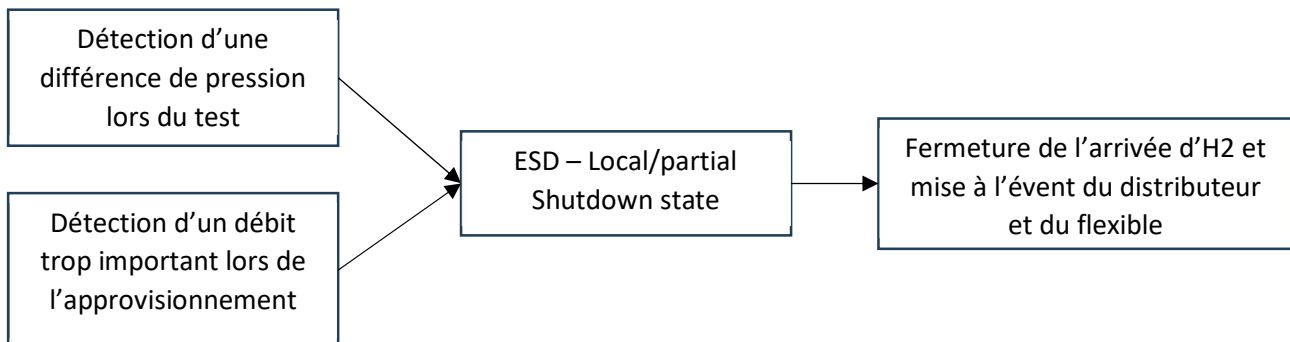 Détection d’une
différence de pression
lors du test
Détection d’un débit
trop important lors de
l’approvisionnement
ESD – Local/partial
Shutdown state
Fermeture de l’arrivée d’H2 et
mise à l’évent du distributeur
et du flexible